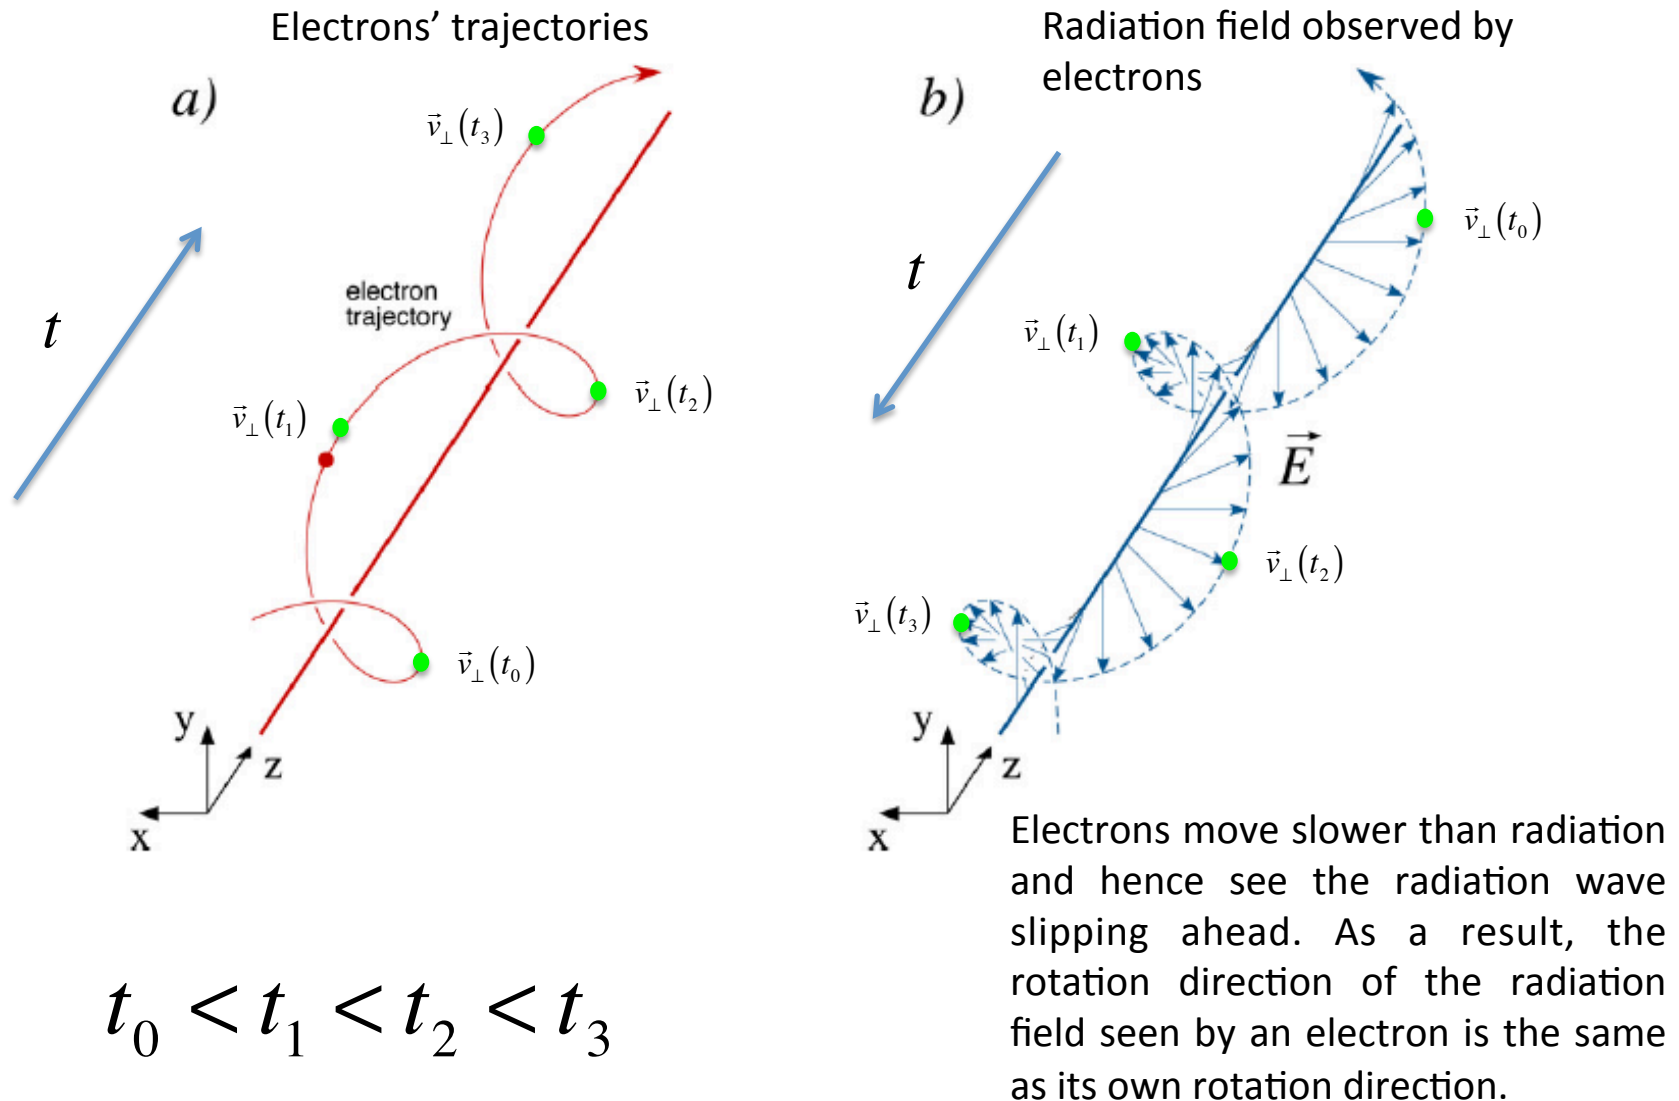 Electrons’ trajectories
a)
v⃗⊥(t₃)
t
electron
trajectory
v⃗⊥(t₂)
v⃗⊥(t₁)
v⃗⊥(t₀)
y
z
x
t₀ < t₁ < t₂ < t₃
Radiation field observed by
electrons
b)
v⃗⊥(t₀)
t
v⃗⊥(t₁)
E⃗
v⃗⊥(t₂)
v⃗⊥(t₃)
y
z
x
Electrons move slower than radiation
and hence see the radiation wave
slipping ahead. As a result, the
rotation direction of the radiation
field seen by an electron is the same
as its own rotation direction.